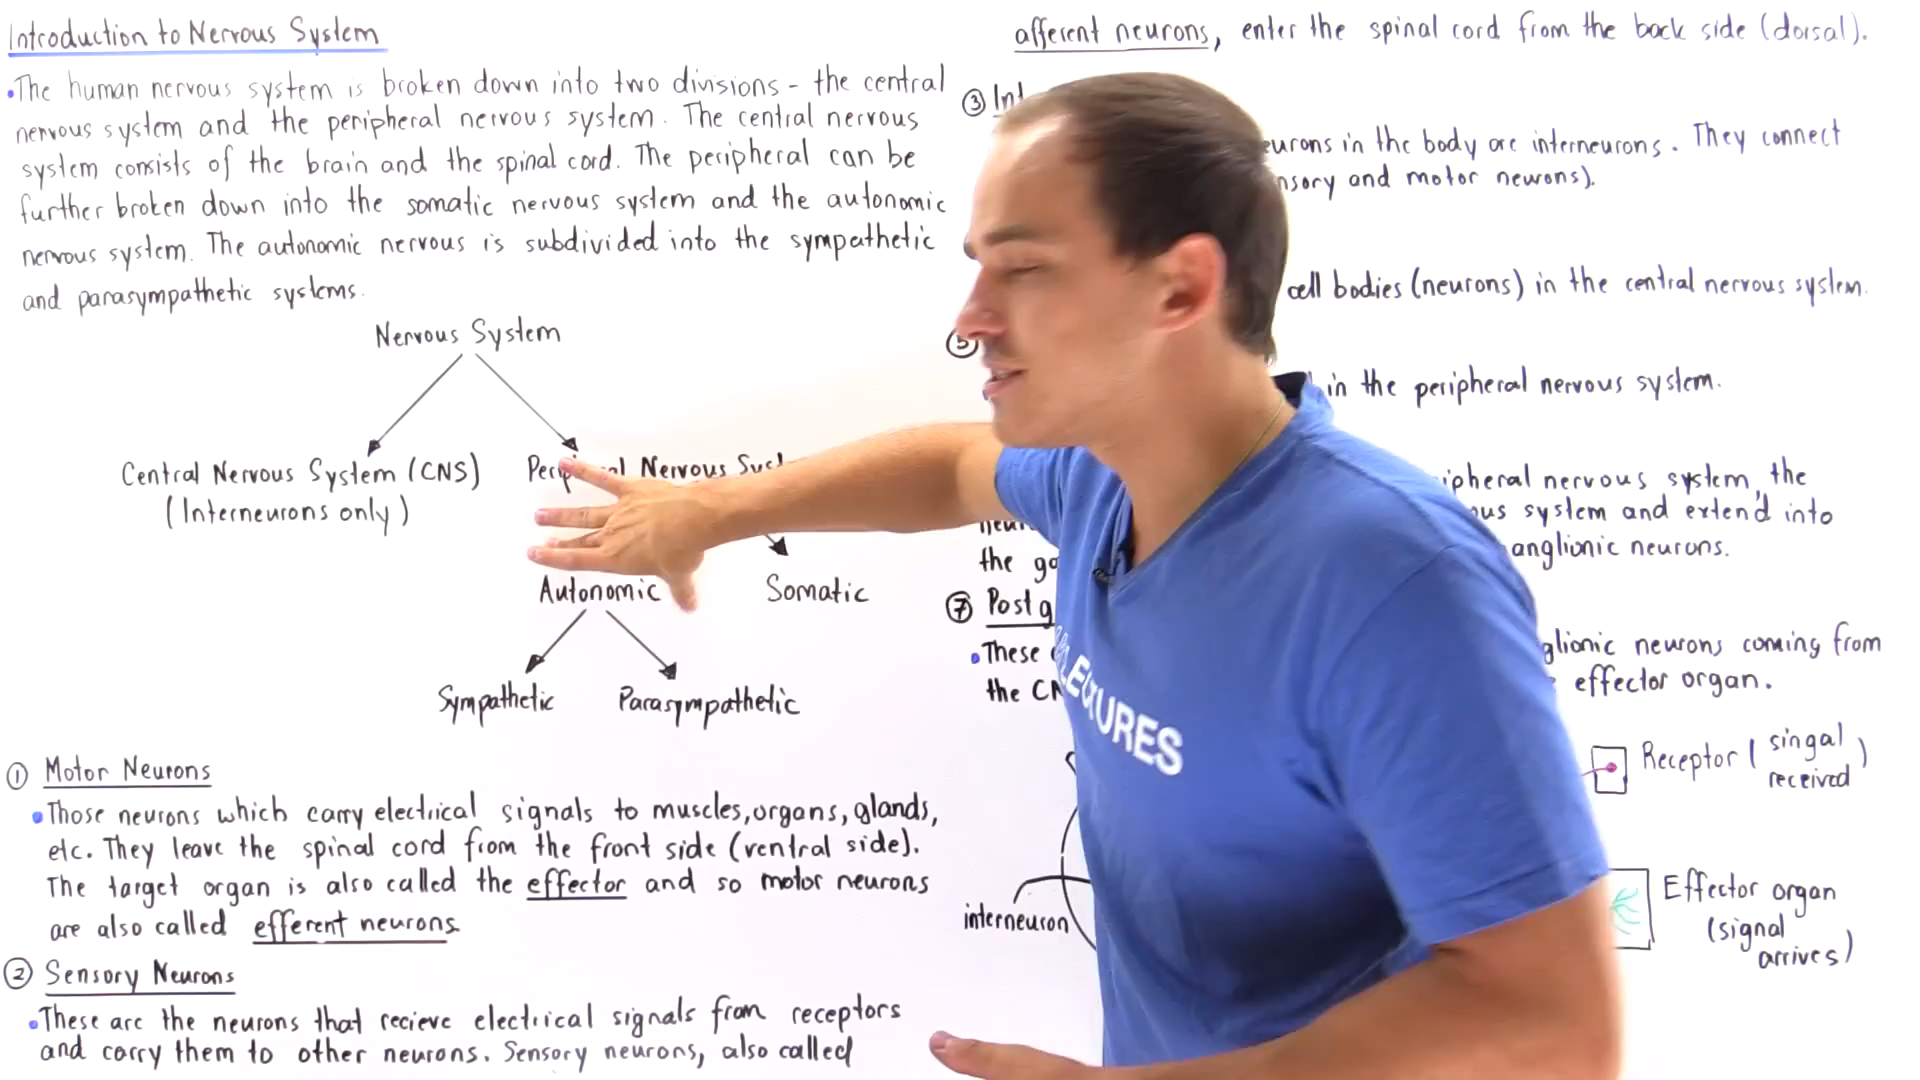 Introduction to Nervous System
•The human nervous system is broken down into two divisions - the central
nervous system and the peripheral nervous system. The central nervous
system consists of the brain and the spinal cord. The peripheral can be
further broken down into the somatic nervous system and the autonomic
nervous system. The autonomic nervous is subdivided into the sympathetic
and parasympathetic systems.
Nervous System
Central Nervous System (CNS)
(Interneurons only)
Nervous
Autonomic
Somatic
Sympathetic
Parasympathetic
① Motor Neurons
•Those neurons which carry electrical signals to muscles, organs, glands,
etc. They leave the spinal cord from the front side (ventral side).
The target organ is also called the effector and so motor neurons
are also called efferent neurons.
② Sensory Neurons
•These are the neurons that recieve electrical signals from receptors
and carry them to other neurons. Sensory neurons, also called
afferent neurons, enter the spinal cord from the back side (dorsal).
③
in the body are interneurons. They connect
and motor neurons).
cell bodies (neurons) in the central nervous system.
⑤
in the peripheral nervous system.
nervous system, the
system and extend into
the
neurons.
⑦ Post
•These
neurons coming from
the
effector organ.
Receptor (singal
received)
interneuron
Effector organ
(signal
arrives)
LECTURES